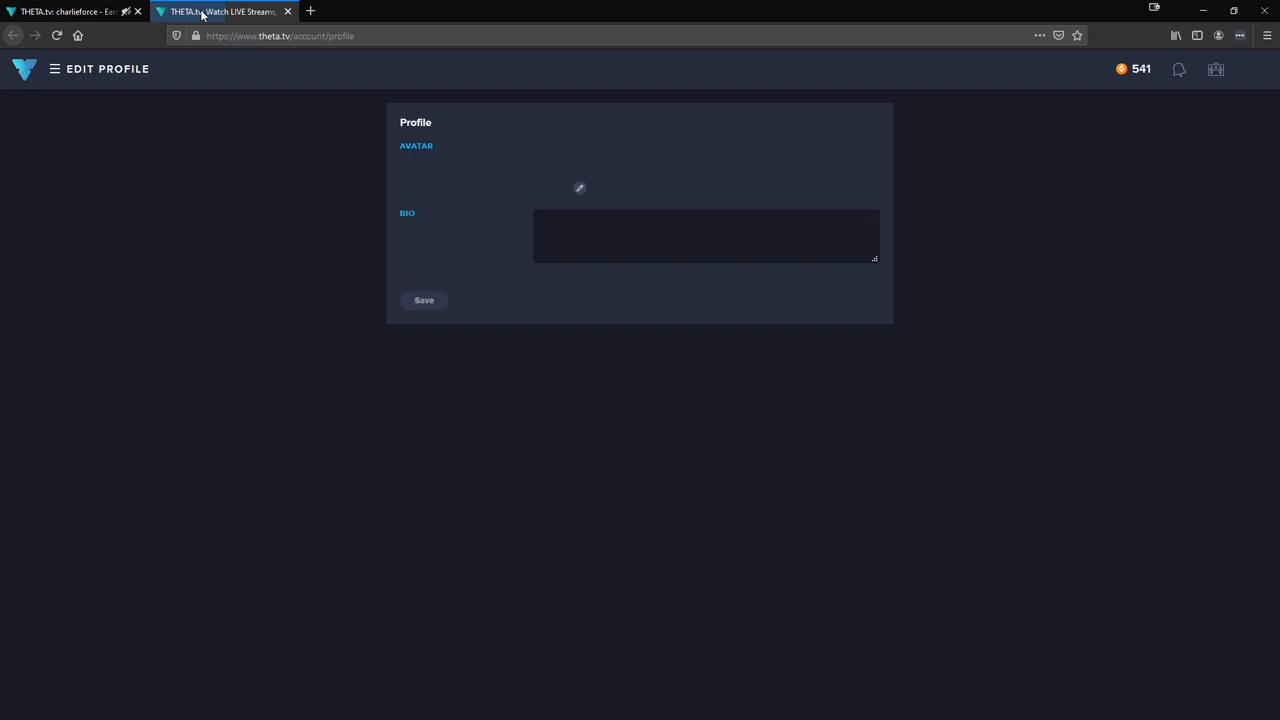 THETA.tv: charlieforce - Ear
THETA.tv: Watch LIVE Streams,
https://www.theta.tv/account/profile
EDIT PROFILE
541
Profile
AVATAR
BIO
Save